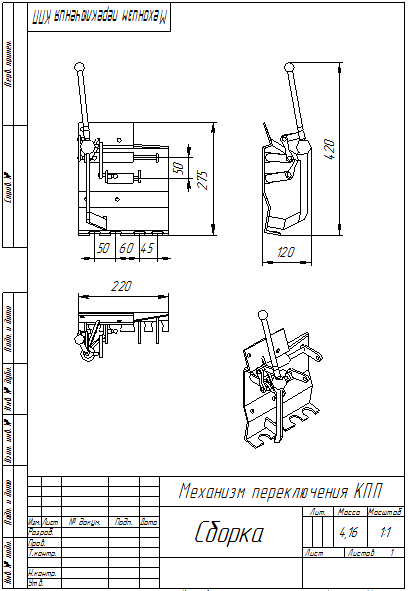 Механизм переключения КПП
Перв. примен.
Справ. №
Подп. и дата
Инв. № дубл.
Взам. инв. №
Подп. и дата
Инв. № подл.
420
50
275
50 60 45
120
220
Механизм переключения КПП
Изм. Лист № докум. Подп. Дата
Разраб.
Пров.
Т.контр.
Н.контр.
Утв.
Сборка
Лит. Масса Масштаб
4,16 1:1
Лист Листов 1